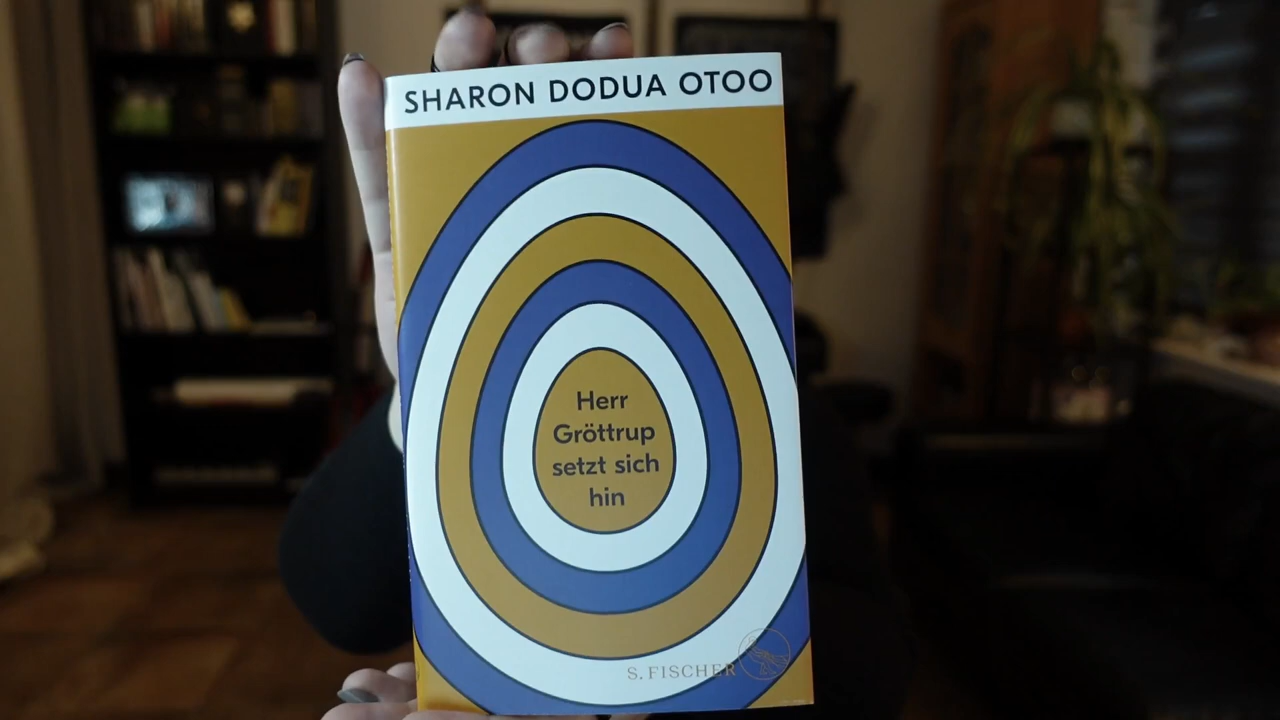 SHARON DODUA OTOO
Herr
Gröttrup
setzt sich
hin
S. FISCHER